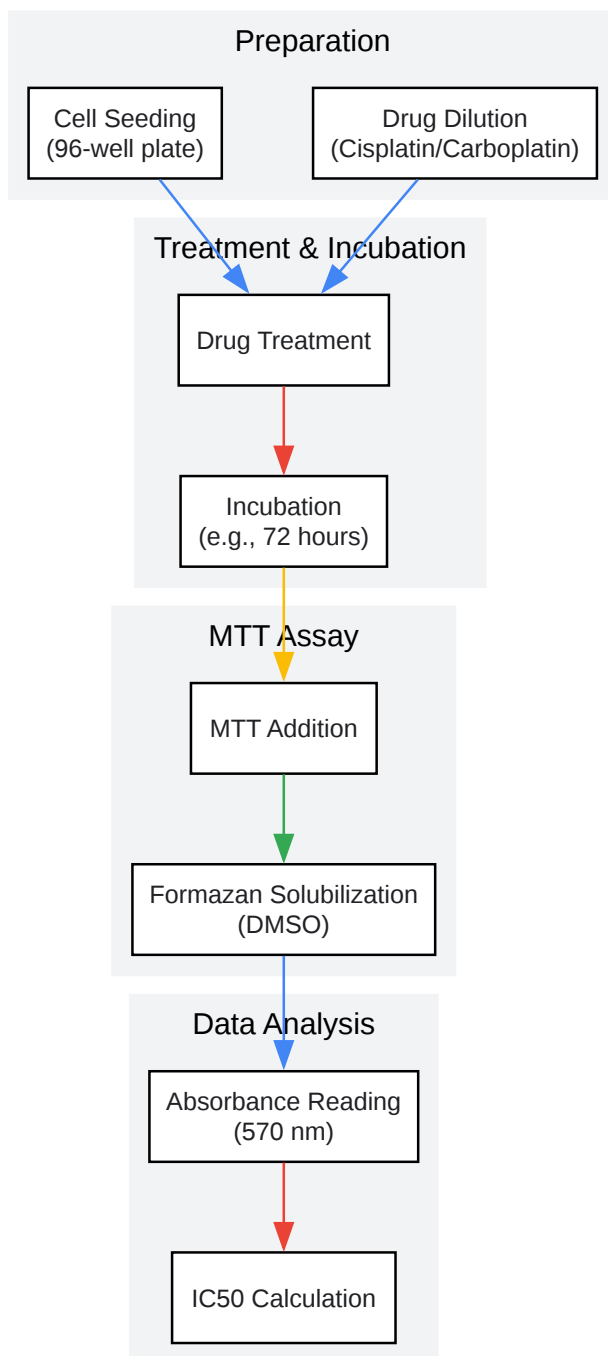 Preparation
Cell Seeding
(96-well plate)
Drug Dilution
(Cisplatin/Carboplatin)
Treatment & Incubation
Drug Treatment
Incubation
(e.g., 72 hours)
MTT Assay
MTT Addition
Formazan Solubilization
(DMSO)
Data Analysis
Absorbance Reading
(570 nm)
IC50 Calculation